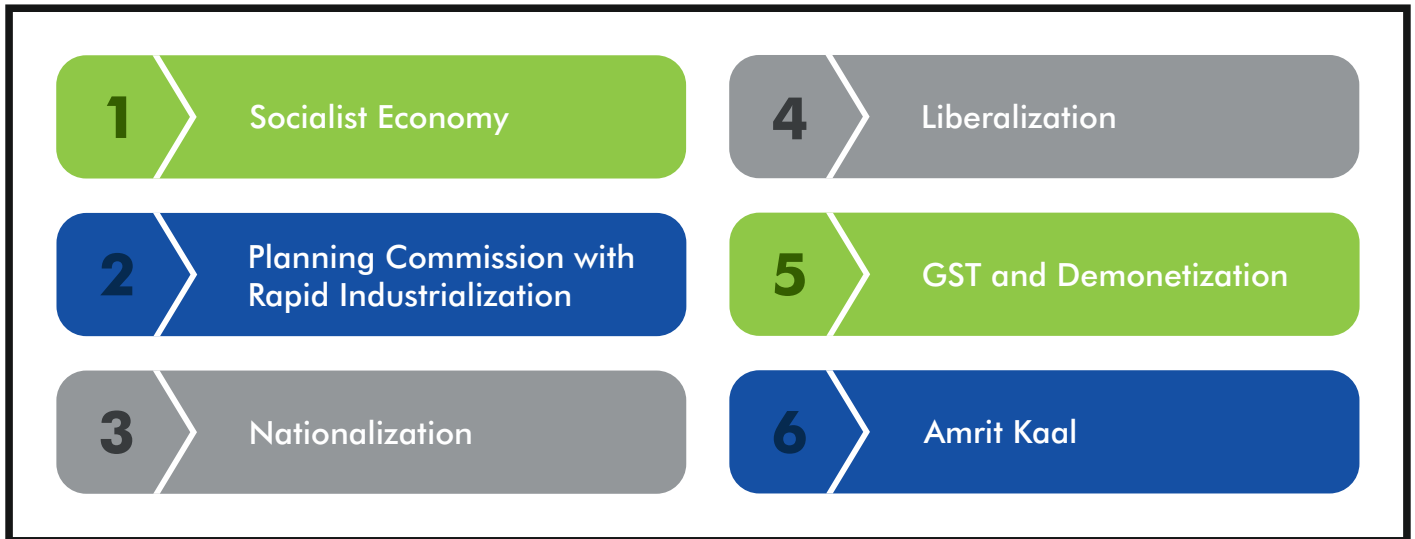 1 Socialist Economy
2 Planning Commission with
Rapid Industrialization
3 Nationalization
4 Liberalization
5 GST and Demonetization
6 Amrit Kaal